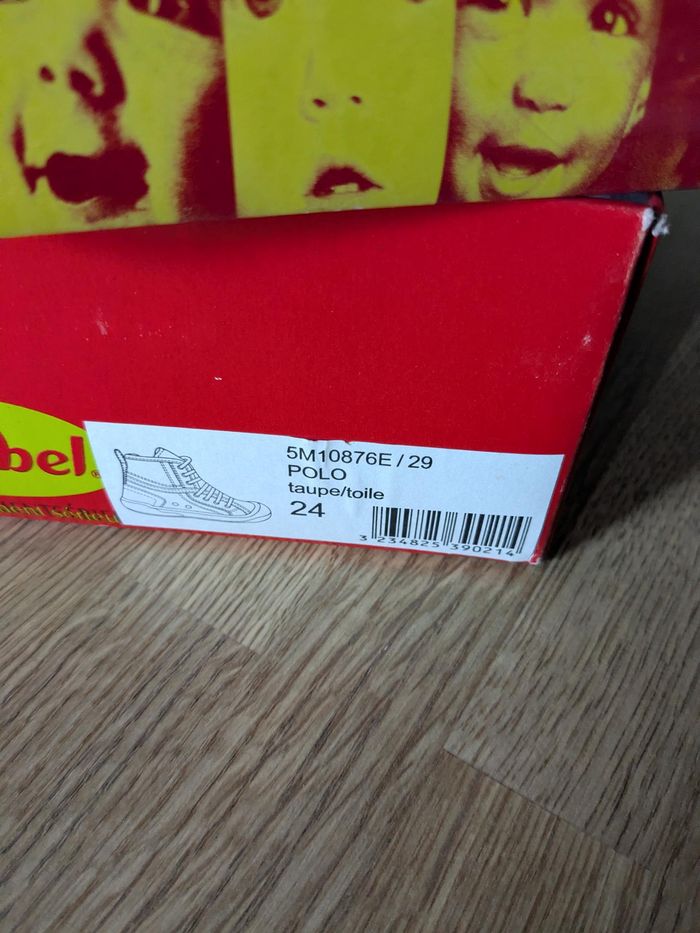 bel®
5M10876E / 29
POLO
taupe/toile
24
3 234825 390214